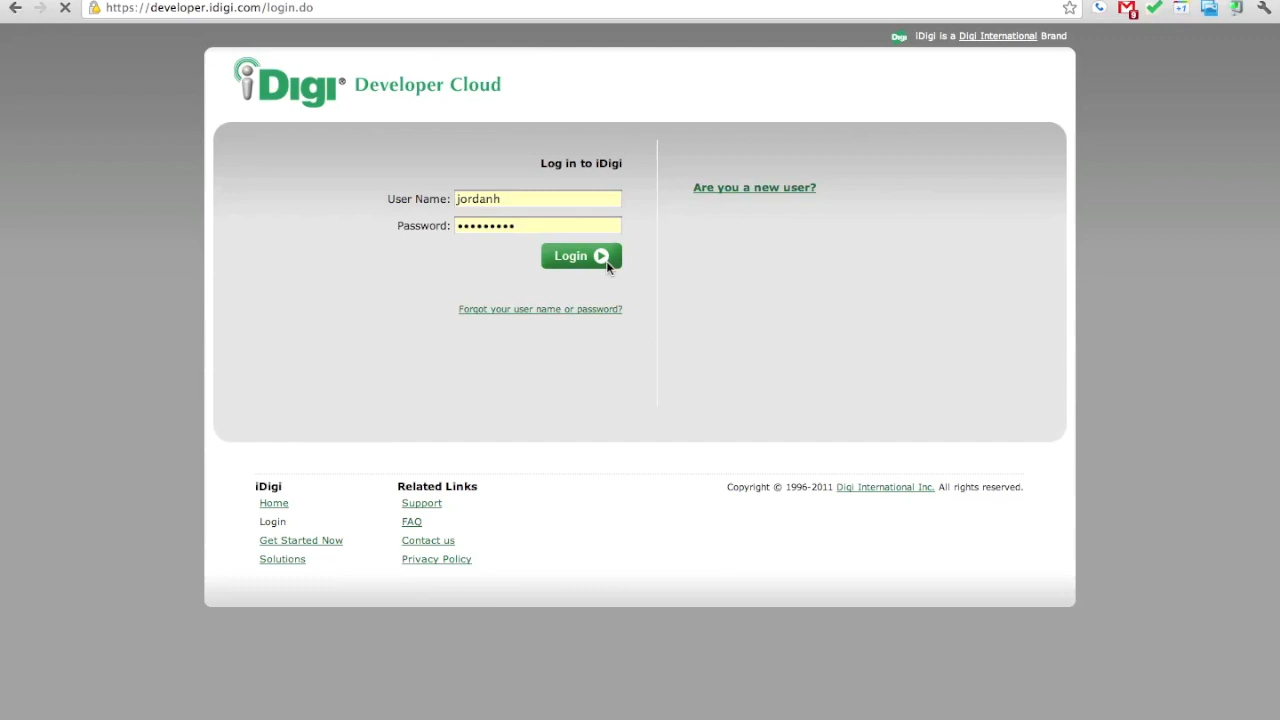 https://developer.idigi.com/login.do
9
+1
Digi iDigi is a Digi International Brand
iDigi® Developer Cloud
Log in to iDigi
User Name: jordanh
Password: •••••••••
Login
Forgot your user name or password?
Are you a new user?
iDigi
Home
Login
Get Started Now
Solutions
Related Links
Support
FAQ
Contact us
Privacy Policy
Copyright © 1996-2011 Digi International Inc. All rights reserved.